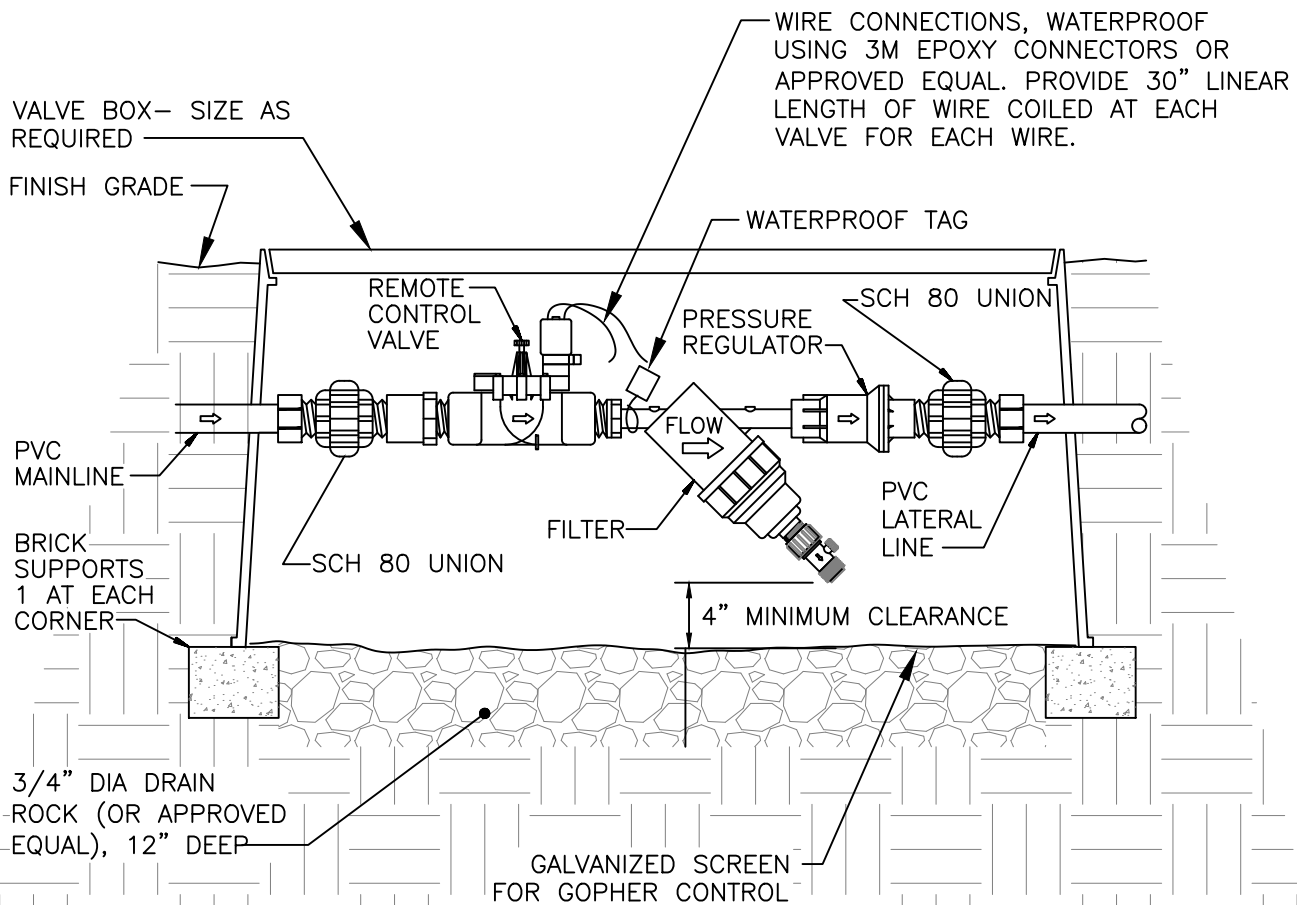 WIRE CONNECTIONS, WATERPROOF
USING 3M EPOXY CONNECTORS OR
APPROVED EQUAL. PROVIDE 30" LINEAR
LENGTH OF WIRE COILED AT EACH
VALVE FOR EACH WIRE.
VALVE BOX– SIZE AS
REQUIRED
FINISH GRADE
WATERPROOF TAG
REMOTE
CONTROL
VALVE
SCH 80 UNION
PRESSURE
REGULATOR
FLOW
PVC
MAINLINE
FILTER
PVC
LATERAL
LINE
SCH 80 UNION
BRICK
SUPPORTS
1 AT EACH
CORNER
4" MINIMUM CLEARANCE
3/4" DIA DRAIN
ROCK (OR APPROVED
EQUAL), 12" DEEP
GALVANIZED SCREEN
FOR GOPHER CONTROL